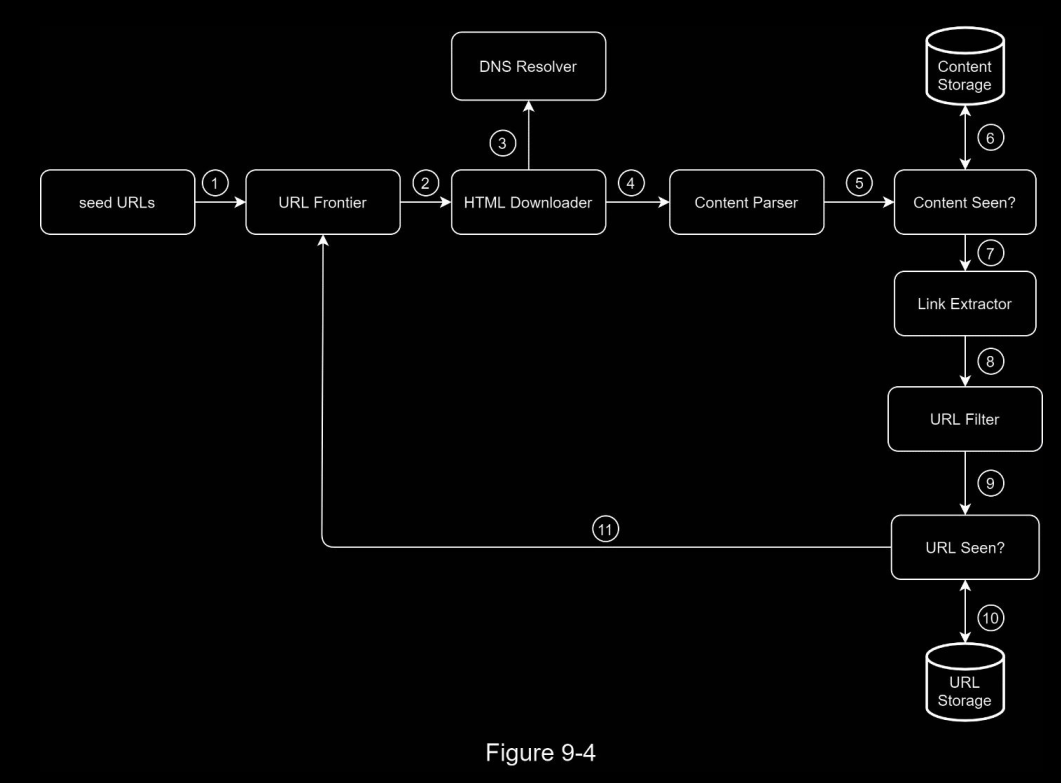 DNS Resolver
Content
Storage
3
6
seed URLs
1
URL Frontier
2
HTML Downloader
4
Content Parser
5
Content Seen?
7
Link Extractor
8
URL Filter
9
11
URL Seen?
10
URL
Storage
Figure 9-4